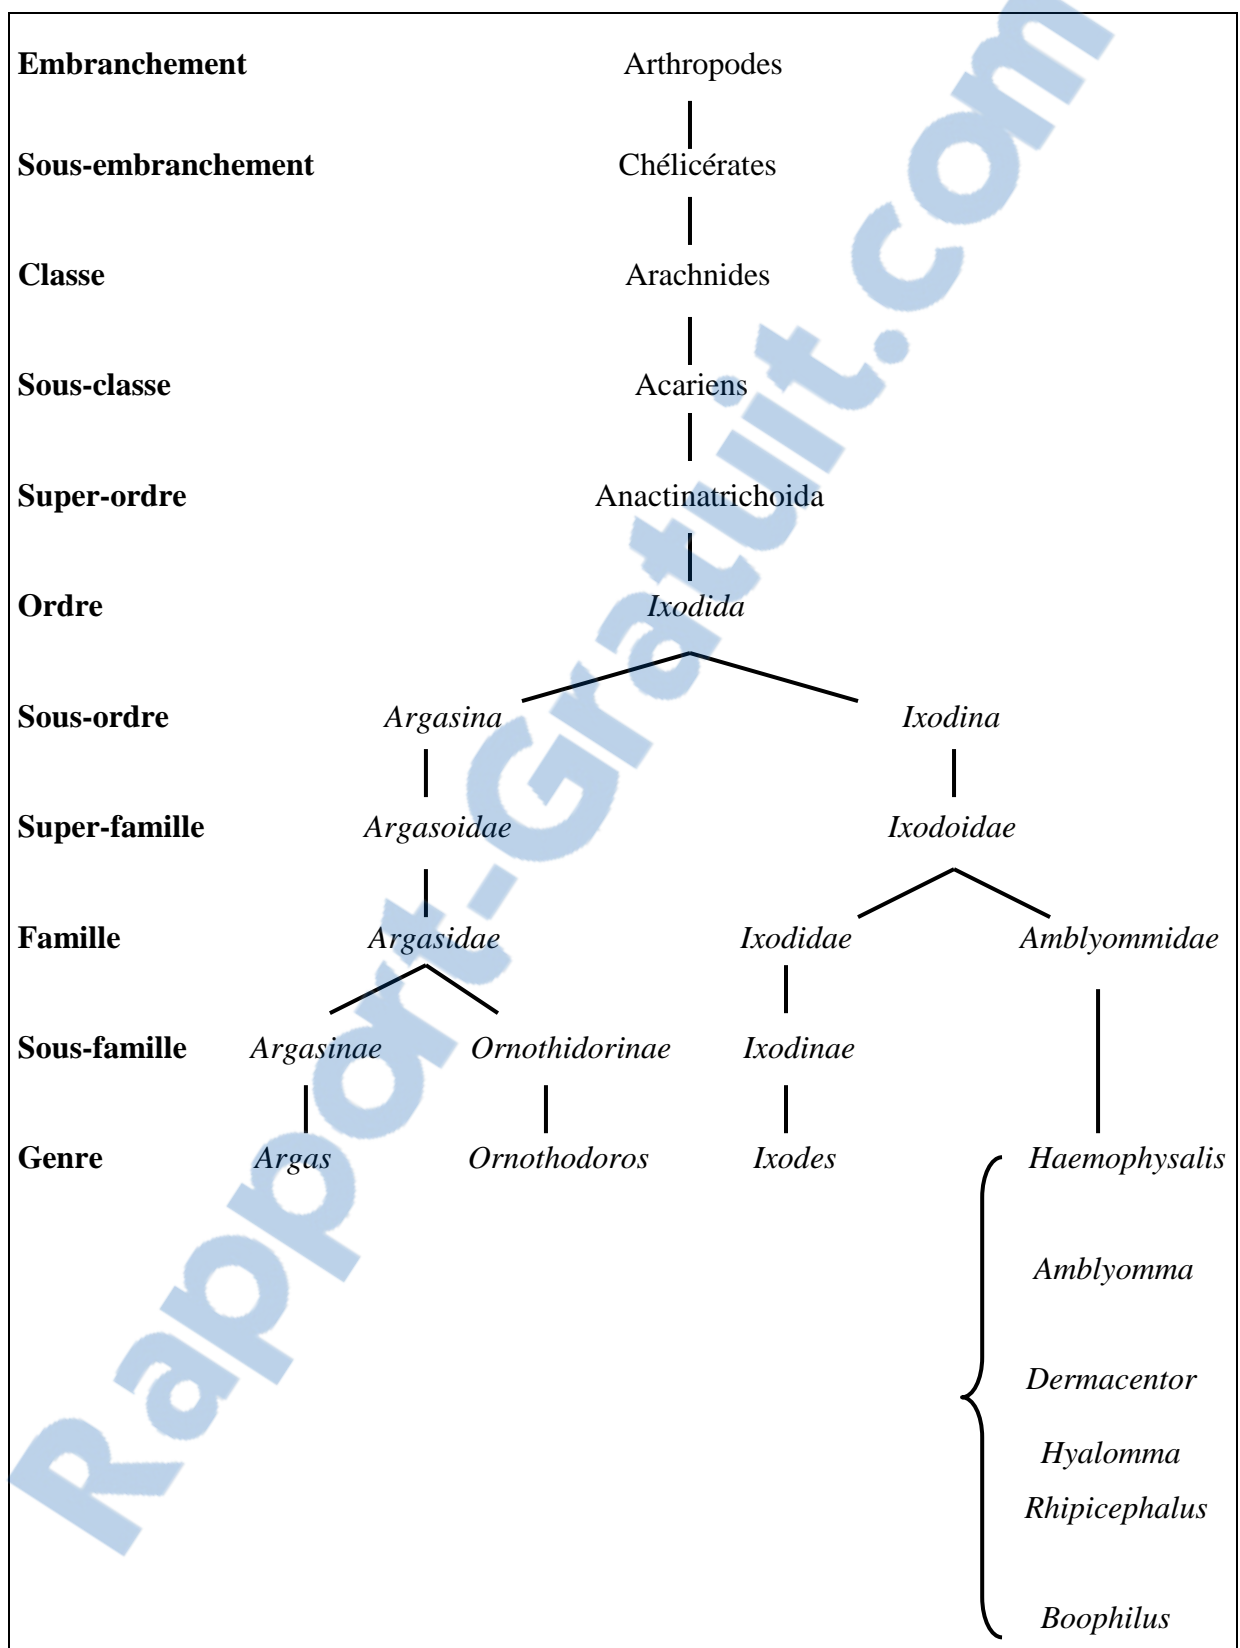 Embranchement Arthropodes
Sous-embranchement Chélicérates
Classe Arachnides
Sous-classe Acariens
Super-ordre Anactinatrichoida
Ordre Ixodida
Sous-ordre Argasina Ixodina
Super-famille Argasoidae Ixodoidae
Famille Argasidae Ixodidae Amblyommidae
Sous-famille Argasinae Ornothidorinae Ixodinae
Genre Argas Ornothodoros Ixodes Haemophysalis
Amblyomma
Dermacentor
Hyalomma
Rhipicephalus
Boophilus
Rapport-Gratuit.com